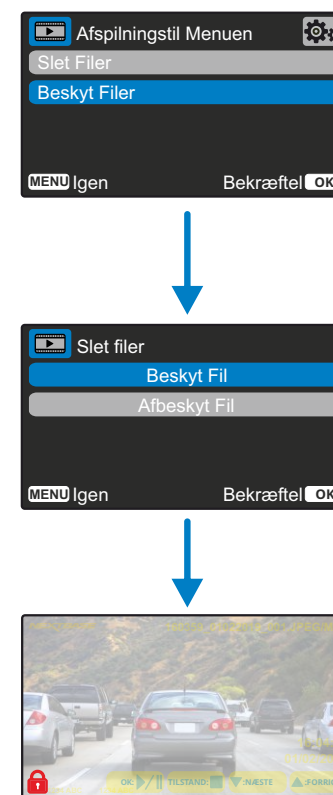 Afspilningstil Menuen
Slet Filer
Beskyt Filer
MENU Igen Bekræftel OK
Slet filer
Beskyt Fil
Afbeskyt Fil
MENU Igen Bekræftel OK
OK: TILSTAND: :NÆSTE